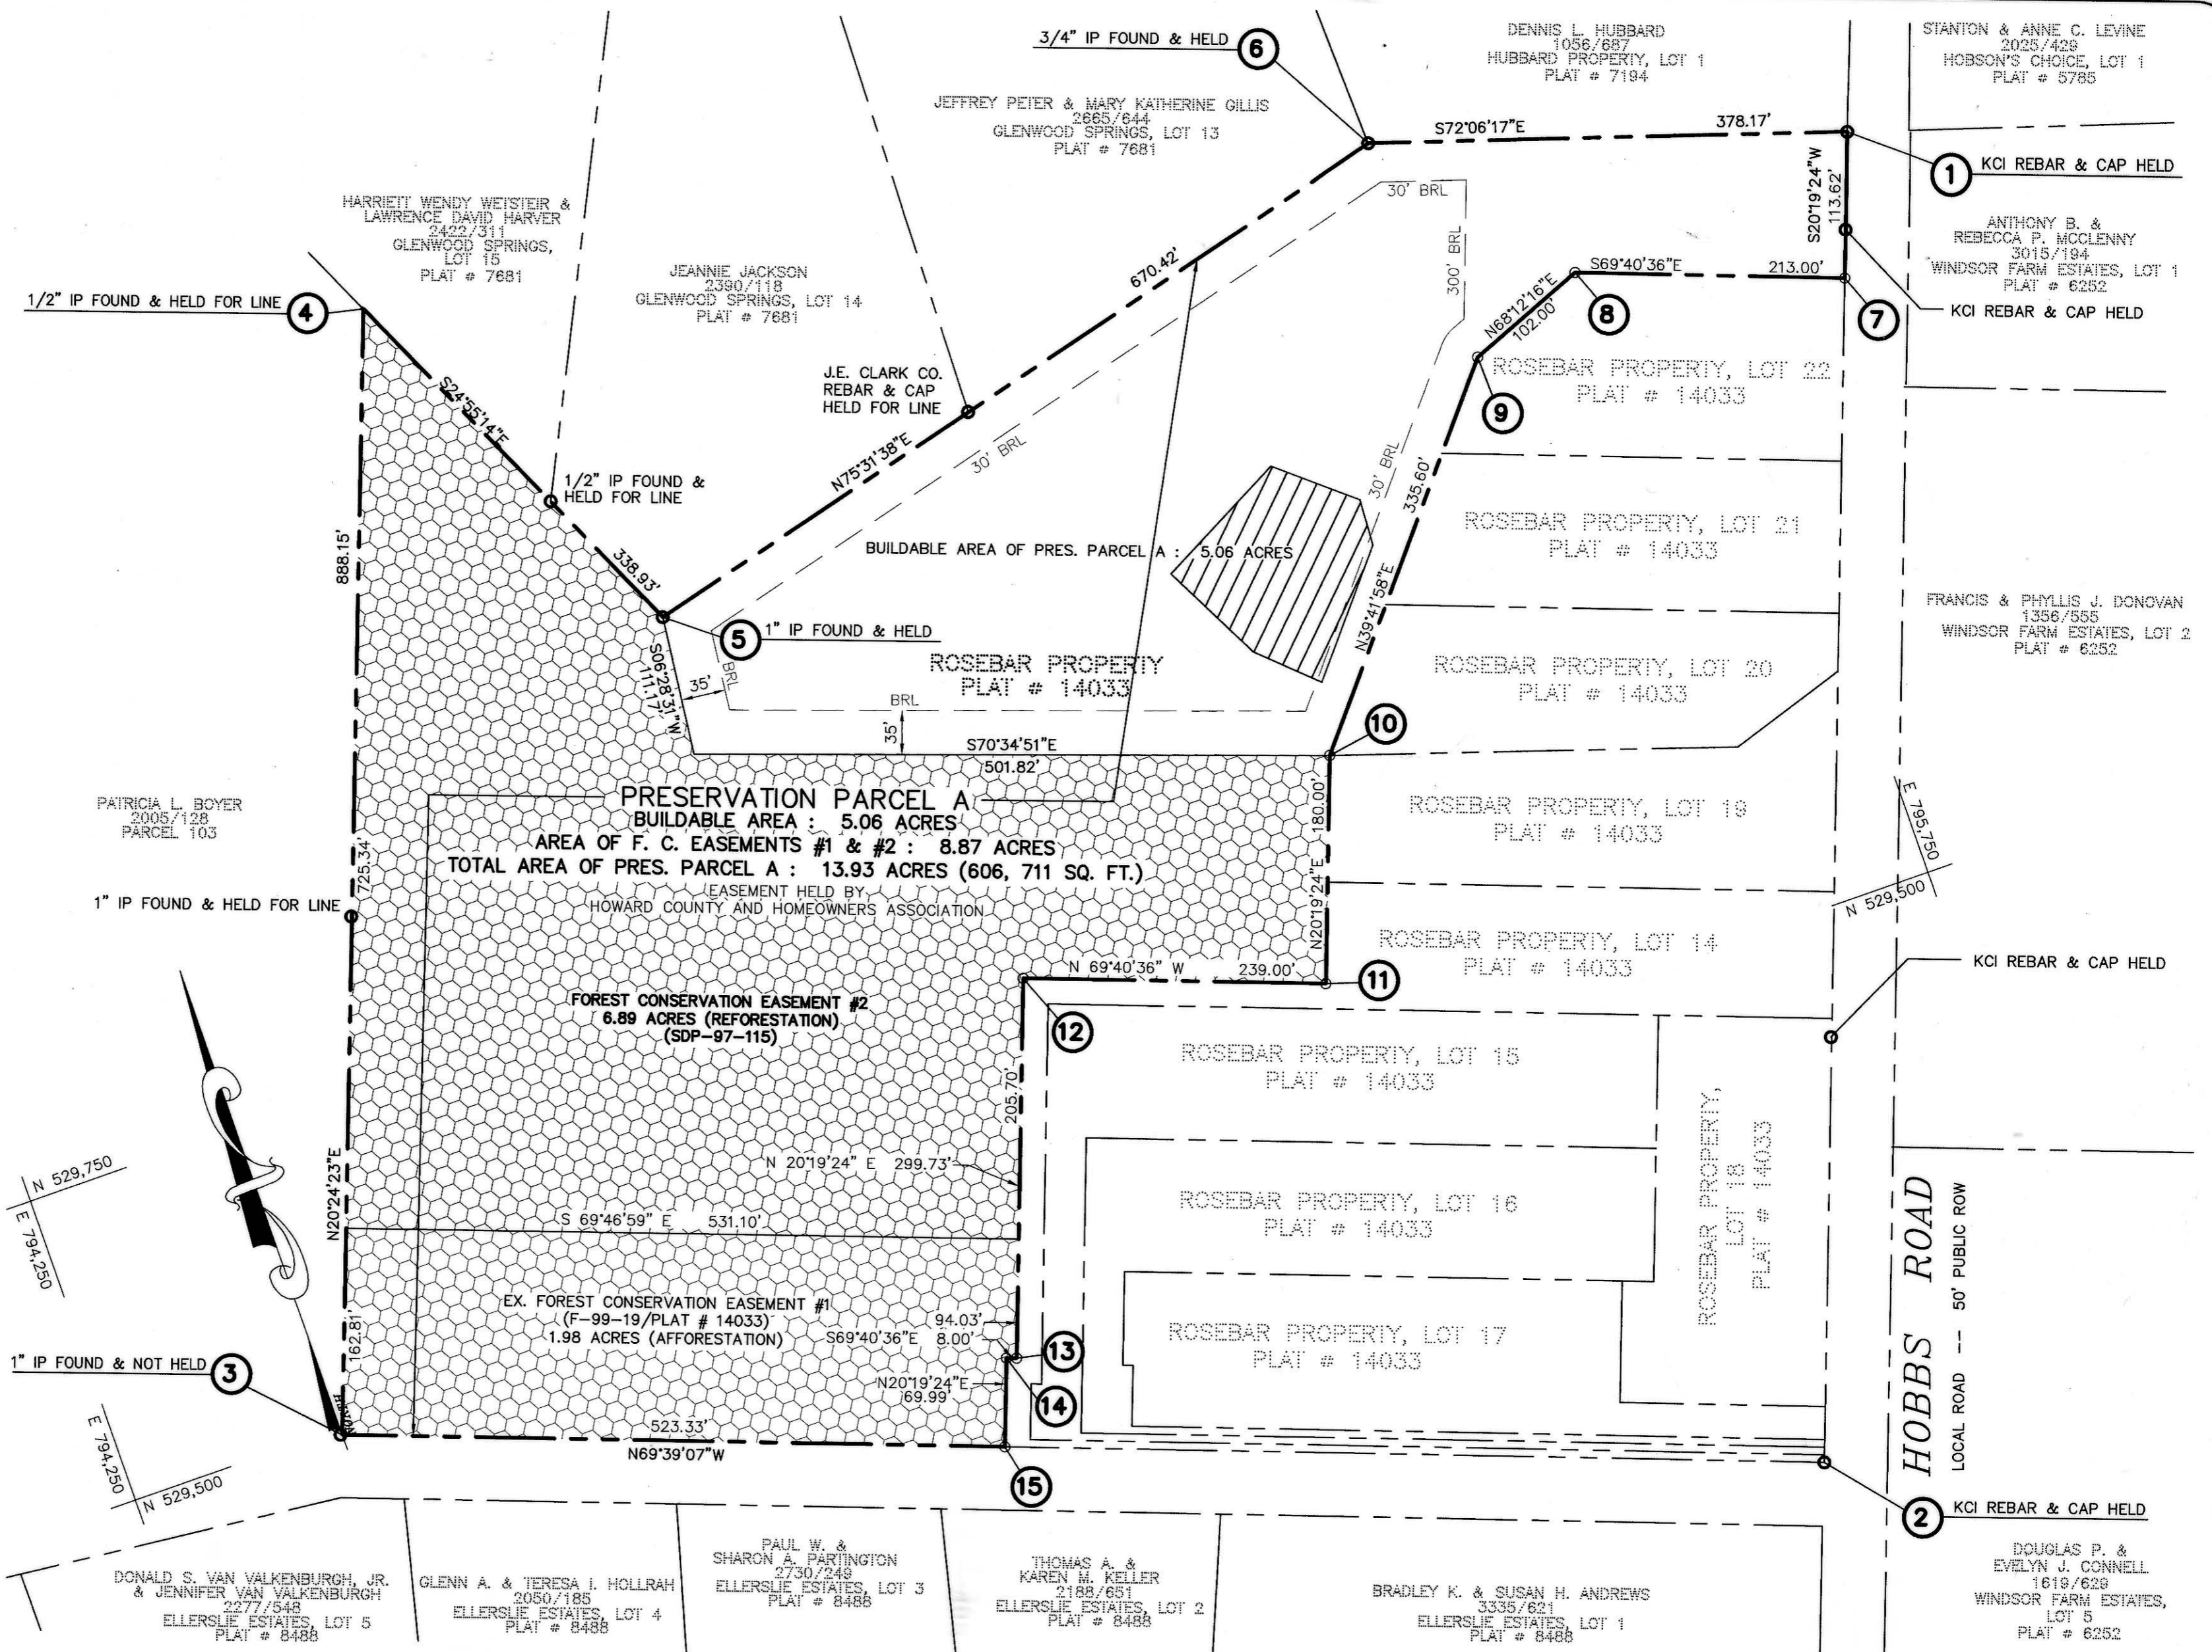 3/4" IP FOUND & HELD
6
DENNIS L. HUBBARD
1056/687
HUBBARD PROPERTY, LOT 1
PLAT # 7194
STANTON & ANNE C. LEVINE
2025/429
HOBSON'S CHOICE, LOT 1
PLAT # 5785
JEFFREY PETER & MARY KATHERINE GILLIS
2665/644
GLENWOOD SPRINGS, LOT 13
PLAT # 7681
S72°06'17"E
378.17'
1
KCI REBAR & CAP HELD
S20°19'24"W
113.62'
30' BRL
HARRIETT WENDY WETSTEIR &
LAWRENCE DAVID HARVER
2422/311
GLENWOOD SPRINGS,
LOT 15
PLAT # 7681
ANTHONY B. &
REBECCA P. MCCLENNY
3015/194
WINDSOR FARM ESTATES, LOT 1
PLAT # 6252
JEANNIE JACKSON
2390/118
GLENWOOD SPRINGS, LOT 14
PLAT # 7681
670.42'
300' BRL
S69°40'36"E
213.00'
1/2" IP FOUND & HELD FOR LINE
4
8
7
KCI REBAR & CAP HELD
N68°12'16"E
102.00'
J.E. CLARK CO.
REBAR & CAP
HELD FOR LINE
ROSEBAR PROPERTY, LOT 22
PLAT # 14033
9
S24°55'14"E
N75°31'38"E
30' BRL
30' BRL
335.60'
1/2" IP FOUND &
HELD FOR LINE
ROSEBAR PROPERTY, LOT 21
PLAT # 14033
BUILDABLE AREA OF PRES. PARCEL A : 5.06 ACRES
888.15'
338.93'
N39°41'58"E
FRANCIS & PHYLLIS J. DONOVAN
1356/555
WINDSOR FARM ESTATES, LOT 2
PLAT # 6252
5
1" IP FOUND & HELD
S06°28'31"W
111.17'
35'
BRL
ROSEBAR PROPERTY
PLAT # 14033
ROSEBAR PROPERTY, LOT 20
PLAT # 14033
BRL
35'
10
S70°34'51"E
501.82'
PRESERVATION PARCEL A
BUILDABLE AREA : 5.06 ACRES
AREA OF F. C. EASEMENTS #1 & #2 : 8.87 ACRES
TOTAL AREA OF PRES. PARCEL A : 13.93 ACRES (606, 711 SQ. FT.)
EASEMENT HELD BY
HOWARD COUNTY AND HOMEOWNERS ASSOCIATION
180.00'
N20°19'24"E
ROSEBAR PROPERTY, LOT 19
PLAT # 14033
E 795,750
N 529,500
PATRICIA L. BOYER
2005/128
PARCEL 103
725.34'
1" IP FOUND & HELD FOR LINE
ROSEBAR PROPERTY, LOT 14
PLAT # 14033
N 69°40'36" W
239.00'
11
KCI REBAR & CAP HELD
FOREST CONSERVATION EASEMENT #2
6.89 ACRES (REFORESTATION)
(SDP-97-115)
12
ROSEBAR PROPERTY, LOT 15
PLAT # 14033
205.70'
N 20°19'24" E 299.73'
ROSEBAR PROPERTY,
LOT 18
PLAT # 14033
N 529,750
E 794,250
N20°24'23"E
S 69°46'59" E 531.10'
ROSEBAR PROPERTY, LOT 16
PLAT # 14033
HOBBS ROAD
LOCAL ROAD --- 50' PUBLIC ROW
EX. FOREST CONSERVATION EASEMENT #1
(F-99-19/PLAT # 14033)
1.98 ACRES (AFFORESTATION)
94.03'
S69°40'36"E 8.00'
162.81'
13
ROSEBAR PROPERTY, LOT 17
PLAT # 14033
1" IP FOUND & NOT HELD
3
N20°19'24"E
69.99'
14
523.33'
N69°39'07"W
15
E 794,250
N 529,500
2
KCI REBAR & CAP HELD
DONALD S. VAN VALKENBURGH, JR.
& JENNIFER VAN VALKENBURGH
2277/548
ELLERSLIE ESTATES, LOT 5
PLAT # 8488
GLENN A. & TERESA I. HOLLRAH
2050/185
ELLERSLIE ESTATES, LOT 4
PLAT # 8488
PAUL W. &
SHARON A. PARTINGTON
2730/249
ELLERSLIE ESTATES, LOT 3
PLAT # 8488
THOMAS A. &
KAREN M. KELLER
2188/651
ELLERSLIE ESTATES, LOT 2
PLAT # 8488
BRADLEY K. & SUSAN H. ANDREWS
3335/621
ELLERSLIE ESTATES, LOT 1
PLAT # 8488
DOUGLAS P. &
EVELYN J. CONNELL
1619/629
WINDSOR FARM ESTATES,
LOT 5
PLAT # 6252